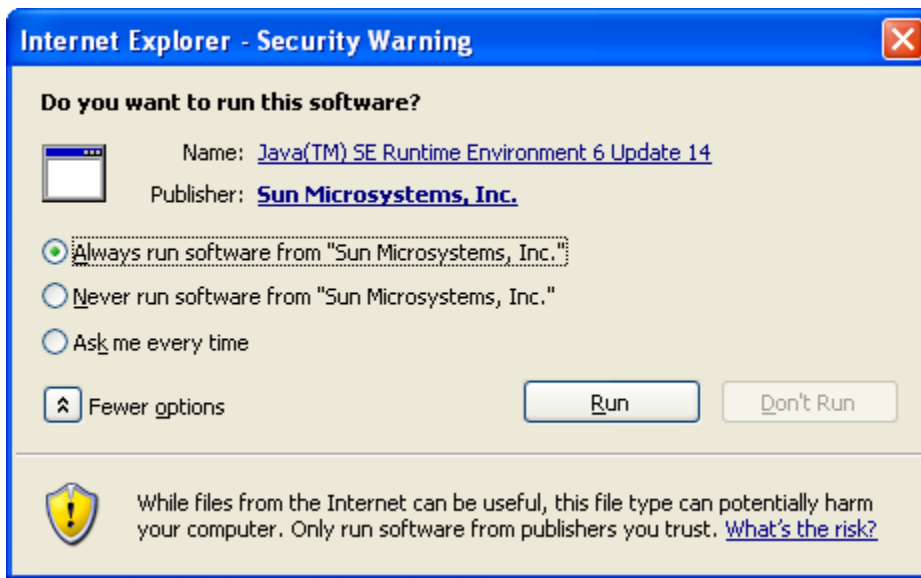 Internet Explorer - Security Warning
Do you want to run this software?
Name: Java(TM) SE Runtime Environment 6 Update 14
Publisher: Sun Microsystems, Inc.
Always run software from "Sun Microsystems, Inc."
Never run software from "Sun Microsystems, Inc."
Ask me every time
Fewer options Run Don't Run
While files from the Internet can be useful, this file type can potentially harm
your computer. Only run software from publishers you trust. What's the risk?